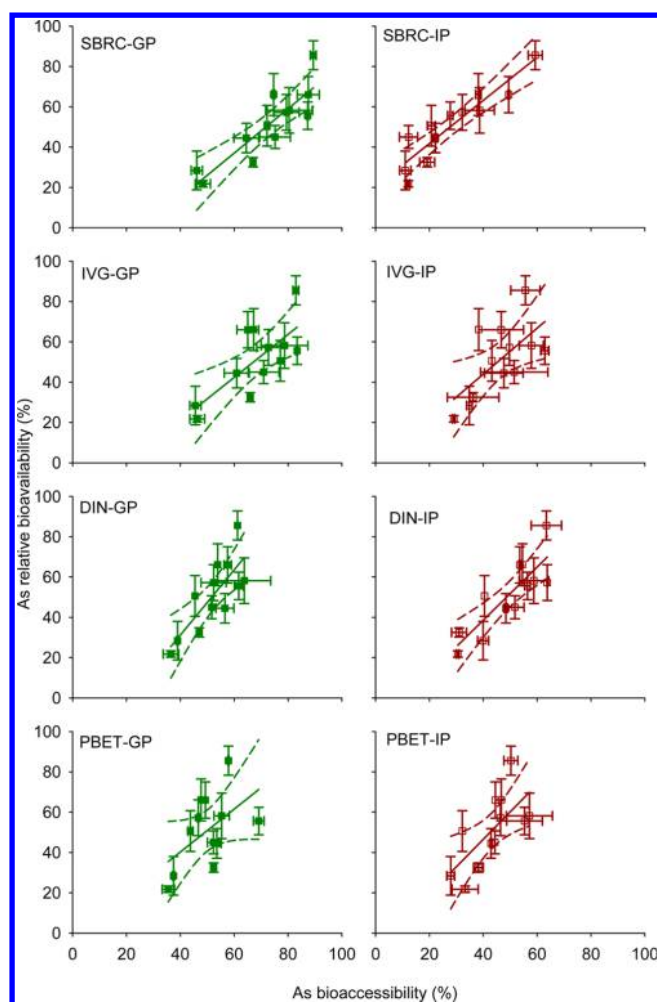 SBRC-GP
SBRC-IP
100
80
60
40
20
0
IVG-GP
IVG-IP
100
80
60
40
20
0
DIN-GP
DIN-IP
100
80
60
40
20
0
PBET-GP
PBET-IP
100
80
60
40
20
0
0 20 40 60 80 100
0 20 40 60 80 100
As relative bioavailability (%)
As bioaccessibility (%)